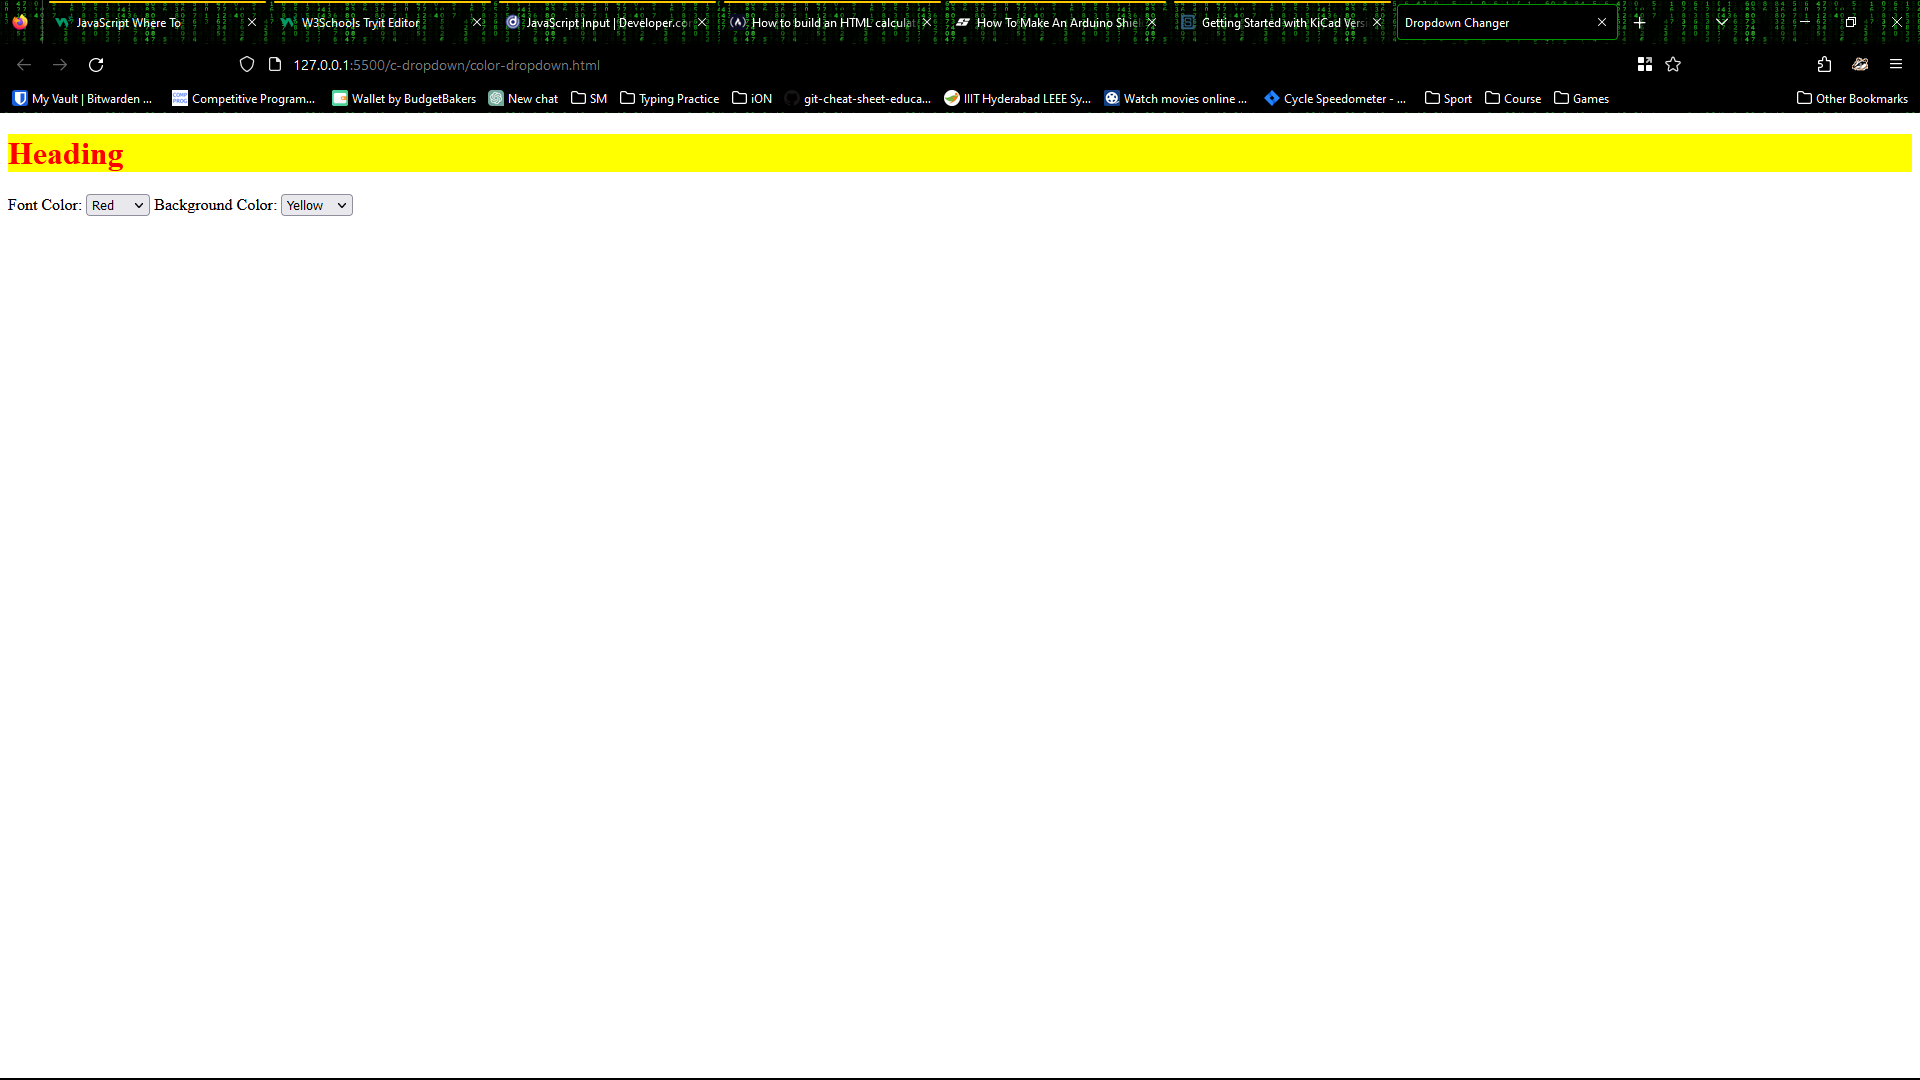 JavaScript Where To
W3Schools Tryit Editor
JavaScript Input | Developer.co
How to build an HTML calculat
How To Make An Arduino Shiel
Getting Started with KiCad Vers
Dropdown Changer
127.0.0.1:5500/c-dropdown/color-dropdown.html
My Vault | Bitwarden ...
Competitive Program...
Wallet by BudgetBakers
New chat
SM
Typing Practice
iON
git-cheat-sheet-educa...
IIIT Hyderabad LEEE Sy...
Watch movies online ...
Cycle Speedometer - ...
Sport
Course
Games
Other Bookmarks
Heading
Font Color: Red Background Color: Yellow